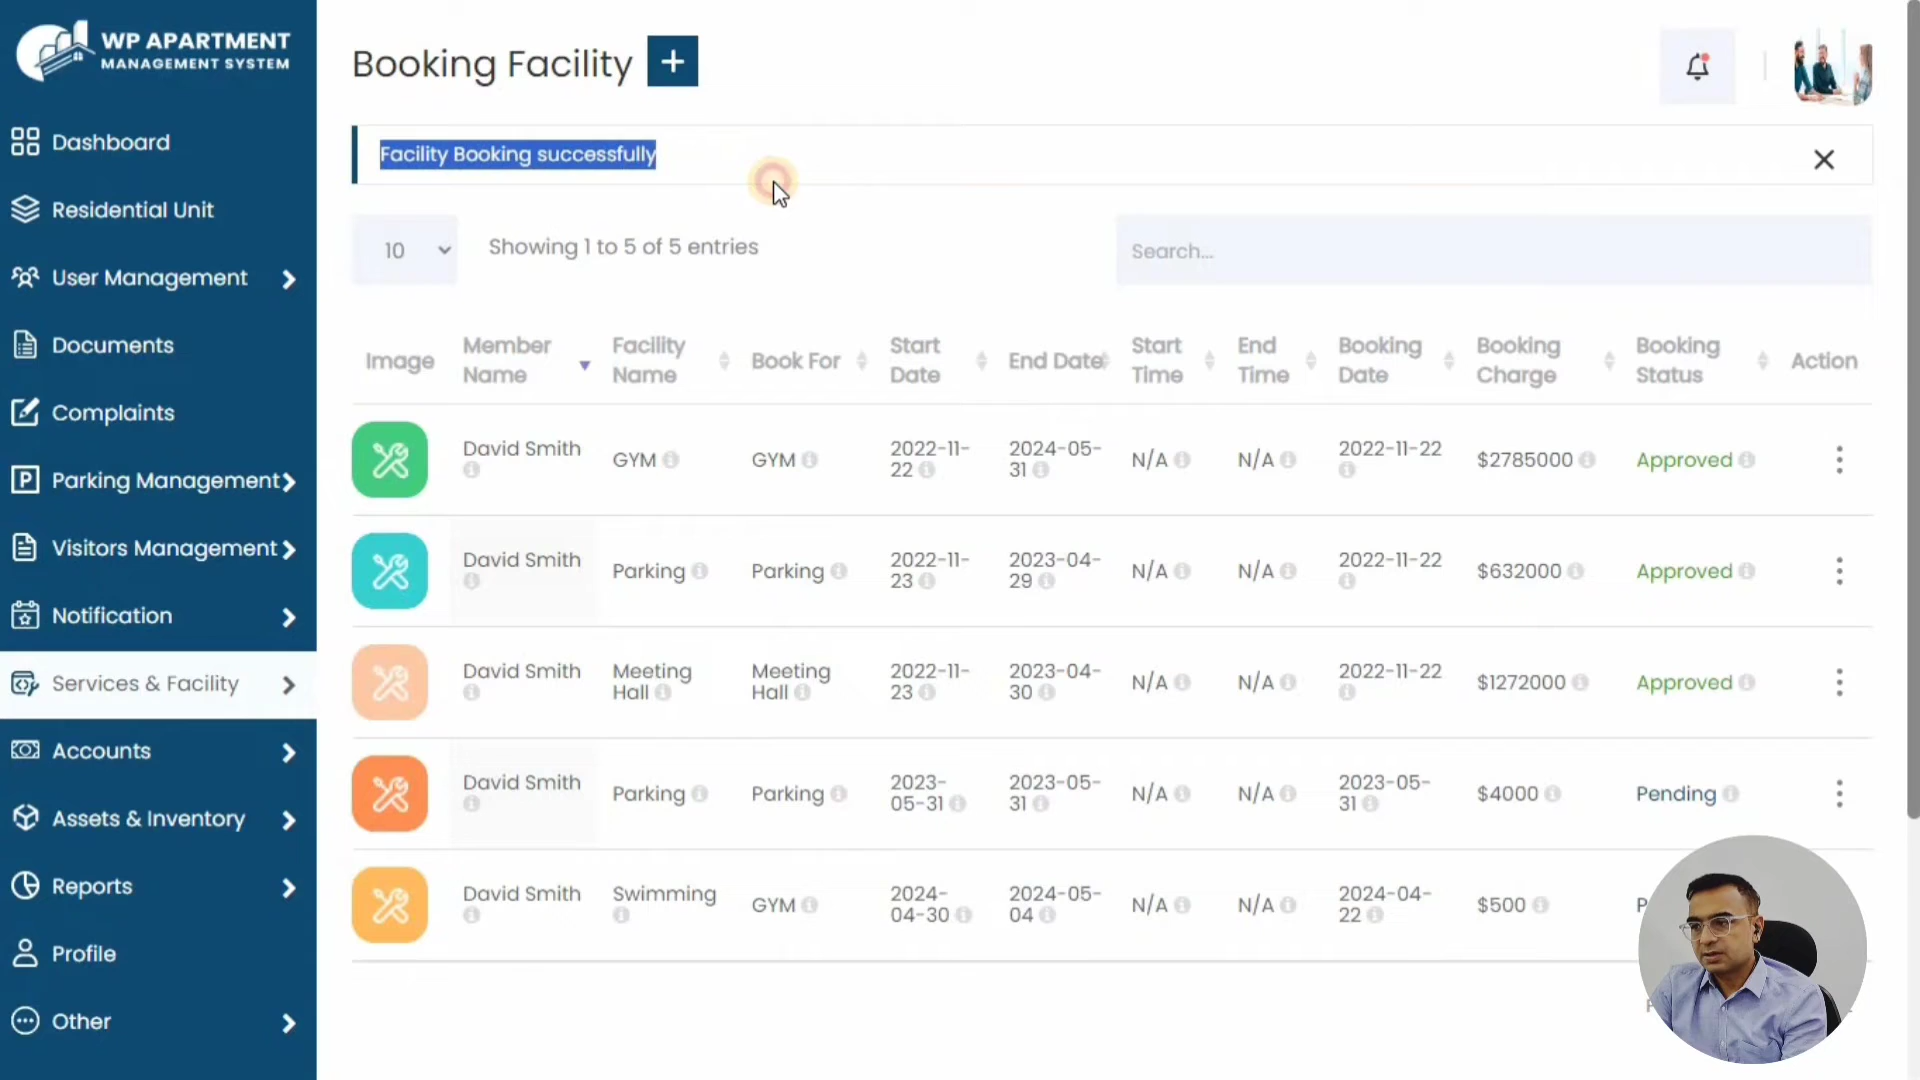 WP APARTMENT
MANAGEMENT SYSTEM
Dashboard
Residential Unit
User Management
Documents
Complaints
Parking Management
Visitors Management
Notification
Services & Facility
Accounts
Assets & Inventory
Reports
Profile
Other
Booking Facility +
Facility Booking successfully
10
Showing 1 to 5 of 5 entries
Search...
Image Member Name Facility Name Book For Start Date End Date Start Time End Time Booking Date Booking Charge Booking Status Action
David Smith GYM GYM 2022-11-22 2024-05-31 N/A N/A 2022-11-22 $2785000 Approved
David Smith Parking Parking 2022-11-23 2023-04-29 N/A N/A 2022-11-22 $632000 Approved
David Smith Meeting Hall Meeting Hall 2022-11-23 2023-04-30 N/A N/A 2022-11-22 $1272000 Approved
David Smith Parking Parking 2023-05-31 2023-05-31 N/A N/A 2023-05-31 $4000 Pending
David Smith Swimming GYM 2024-04-30 2024-05-04 N/A N/A 2024-04-22 $500